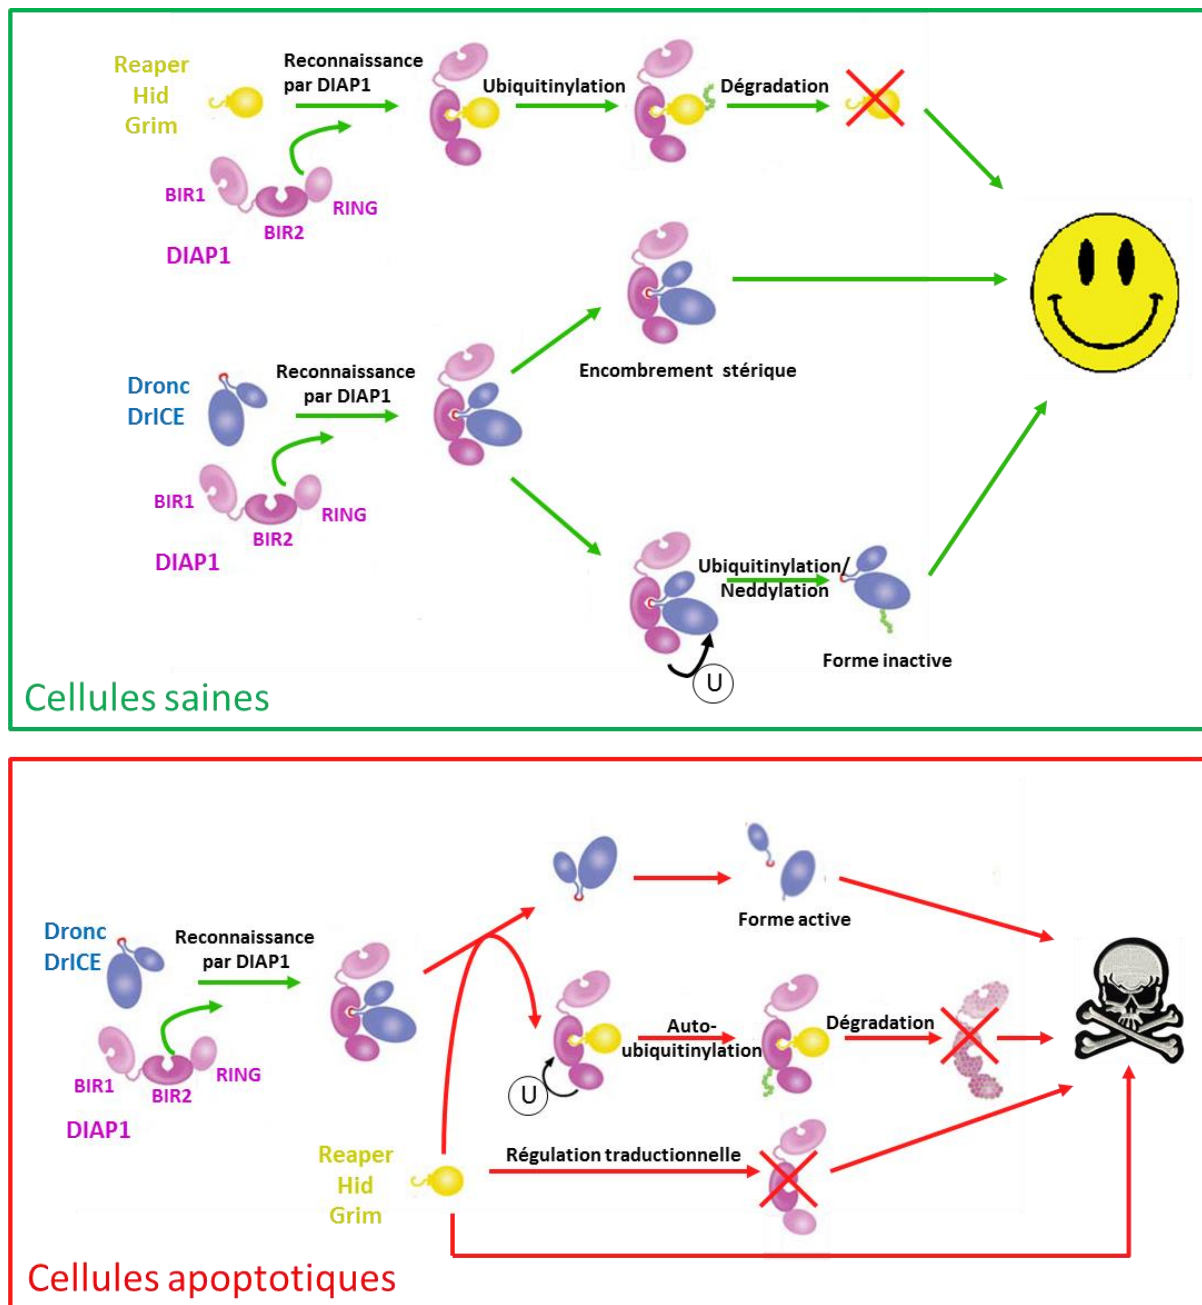 Reaper
Hid
Grim
Reconnaissance
par DIAP1
Ubiquitinylation
Dégradation
BIR1
BIR2
RING
DIAP1
Dronc
DrICE
Reconnaissance
par DIAP1
Encombrement stérique
BIR1
BIR2
RING
DIAP1
Ubiquitinylation/
Neddylation
U
Forme inactive
Cellules saines
Dronc
DrICE
Reconnaissance
par DIAP1
Forme active
BIR1
BIR2
RING
DIAP1
U
Auto-
ubiquitinylation
Dégradation
Reaper
Hid
Grim
Régulation traductionnelle
Cellules apoptotiques